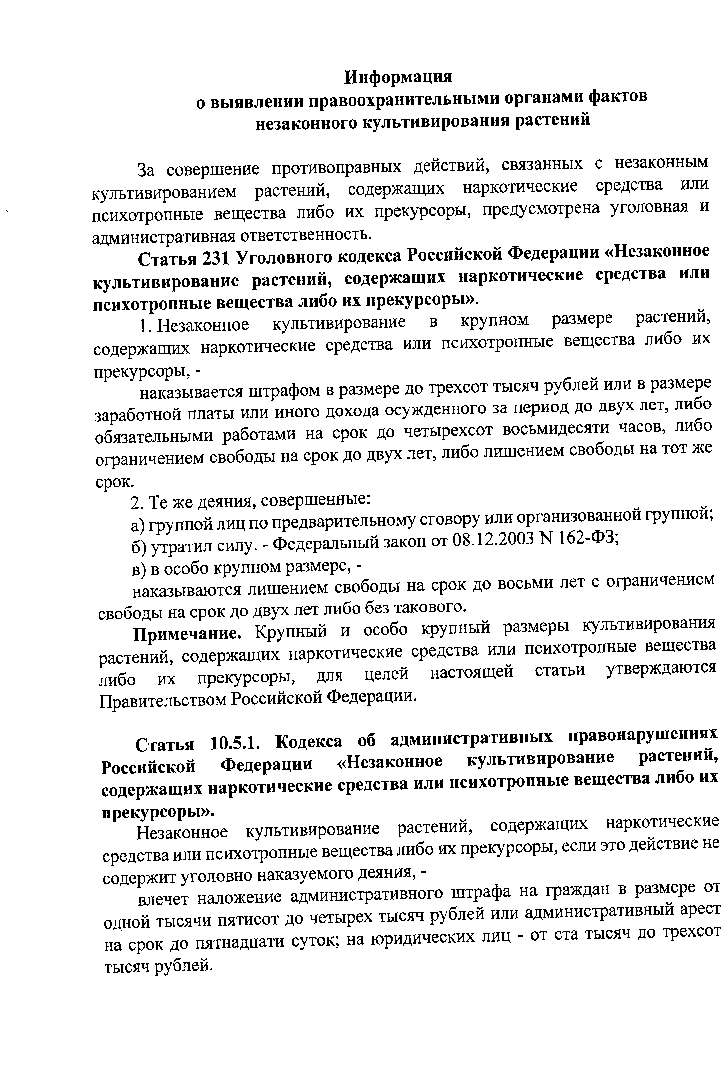 Информация
о выявлении правоохранительными органами фактов
незаконного культивирования растений
За совершение противоправных действий, связанных с незаконным
культивированием растений, содержащих наркотические средства или
психотропные вещества либо их прекурсоры, предусмотрена уголовная и
административная ответственность.
Статья 231 Уголовного кодекса Российской Федерации «Незаконное
культивирование растений, содержащих наркотические средства или
психотропные вещества либо их прекурсоры».
1. Незаконное культивирование в крупном размере растений,
содержащих наркотические средства или психотропные вещества либо их
прекурсоры, -
наказывается штрафом в размере до трехсот тысяч рублей или в размере
заработной платы или иного дохода осужденного за период до двух лет, либо
обязательными работами на срок до четырехсот восьмидесяти часов, либо
ограничением свободы на срок до двух лет, либо лишением свободы на тот же
срок.
2. Те же деяния, совершенные:
а) группой лиц по предварительному сговору или организованной группой;
б) утратил силу. - Федеральный закон от 08.12.2003 N 162-ФЗ;
в) в особо крупном размере, -
наказываются лишением свободы на срок до восьми лет с ограничением
свободы на срок до двух лет либо без такового.
Примечание. Крупный и особо крупный размеры культивирования
растений, содержащих наркотические средства или психотропные вещества
либо их прекурсоры, для целей настоящей статьи утверждаются
Правительством Российской Федерации.
Статья 10.5.1. Кодекса об административных правонарушениях
Российской Федерации «Незаконное культивирование растений,
содержащих наркотические средства или психотропные вещества либо их
прекурсоры».
Незаконное культивирование растений, содержащих наркотические
средства или психотропные вещества либо их прекурсоры, если это действие не
содержит уголовно наказуемого деяния, -
влечет наложение административного штрафа на граждан в размере от
одной тысячи пятисот до четырех тысяч рублей или административный арест
на срок до пятнадцати суток; на юридических лиц - от ста тысяч до трехсот
тысяч рублей.